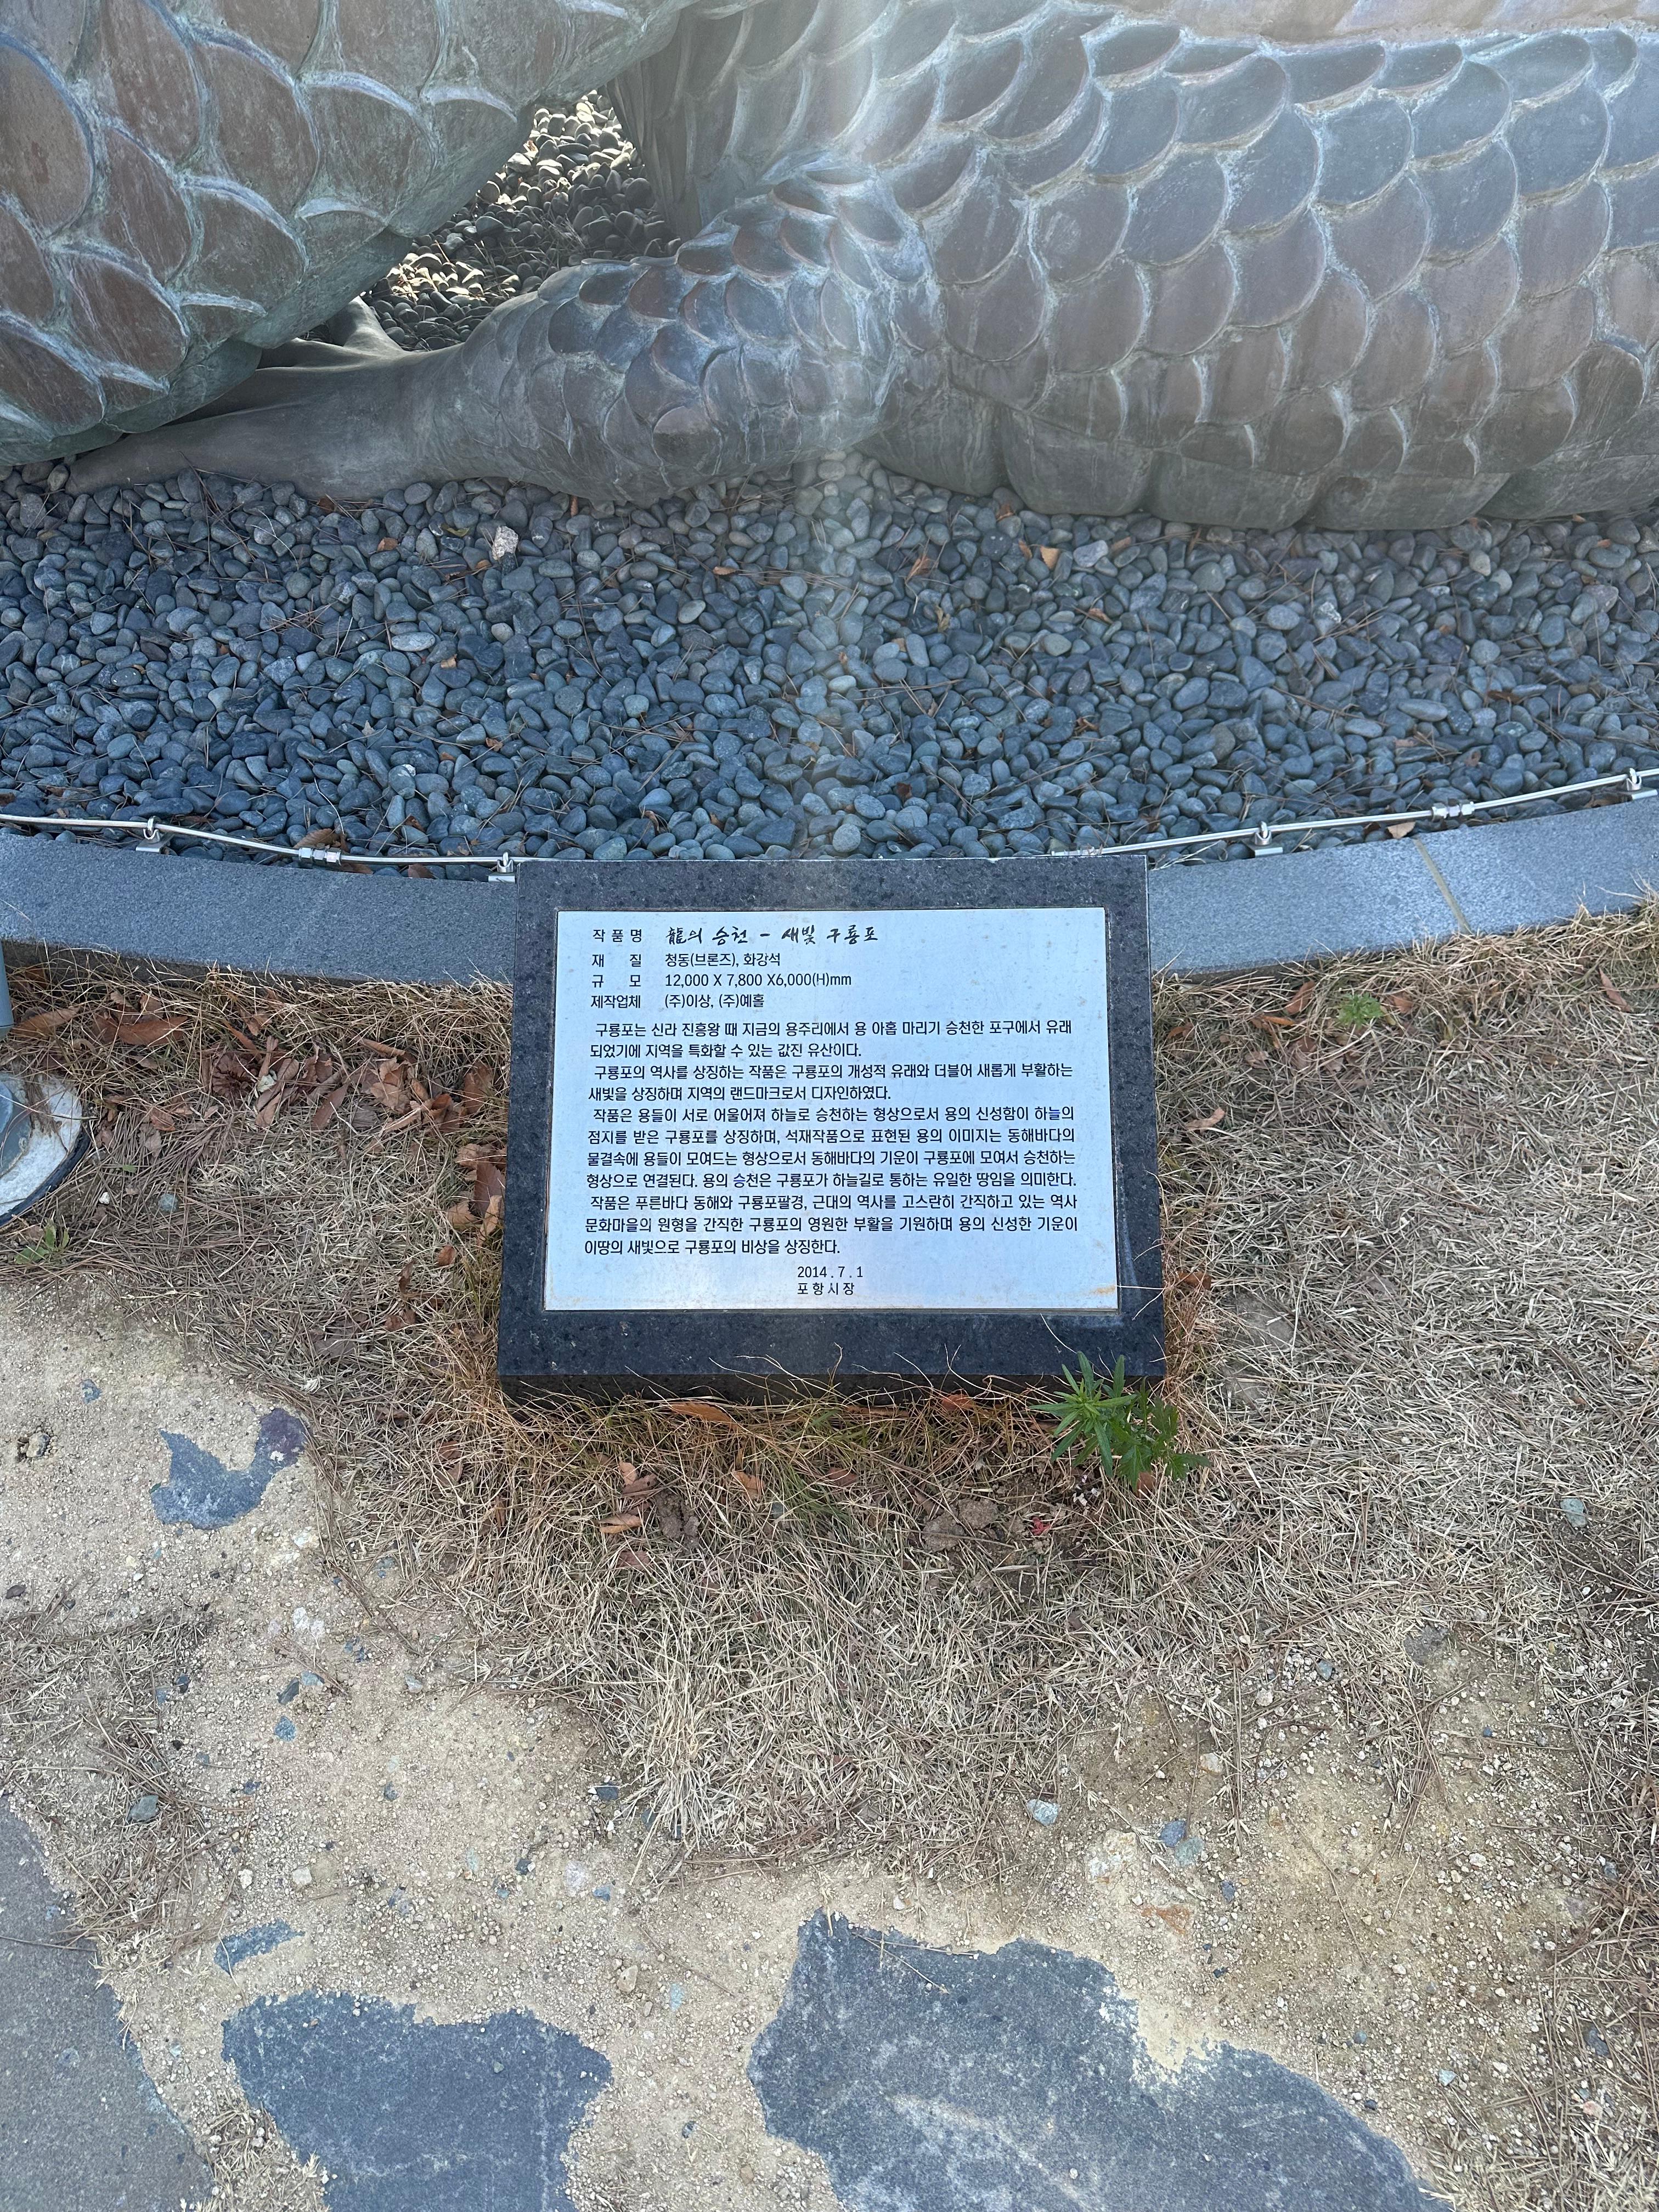 작 품 명 龍의 승천 - 새빛 구룡포
재 질 청동(브론즈), 화강석
규 모 12,000 X 7,800 X6,000(H)mm
제작업체 (주)이상, (주)예홀
구룡포는 신라 진흥왕 때 지금의 용주리에서 용 아홉 마리가 승천한 포구에서 유래
되었기에 지역을 특화할 수 있는 값진 유산이다.
구룡포의 역사를 상징하는 작품은 구룡포의 개성적 유래와 더불어 새롭게 부활하는
새빛을 상징하며 지역의 랜드마크로서 디자인하였다.
작품은 용들이 서로 어울어져 하늘로 승천하는 형상으로서 용의 신성함이 하늘의
점지를 받은 구룡포를 상징하며, 석재작품으로 표현된 용의 이미지는 동해바다의
물결속에 용들이 모여드는 형상으로서 동해바다의 기운이 구룡포에 모여서 승천하는
형상으로 연결된다. 용의 승천은 구룡포가 하늘길로 통하는 유일한 땅임을 의미한다.
작품은 푸른바다 동해와 구룡포팔경, 근대의 역사를 고스란히 간직하고 있는 역사
문화마을의 원형을 간직한 구룡포의 영원한 부활을 기원하며 용의 신성한 기운이
이땅의 새빛으로 구룡포의 비상을 상징한다.
2014 . 7 . 1
포 항 시 장